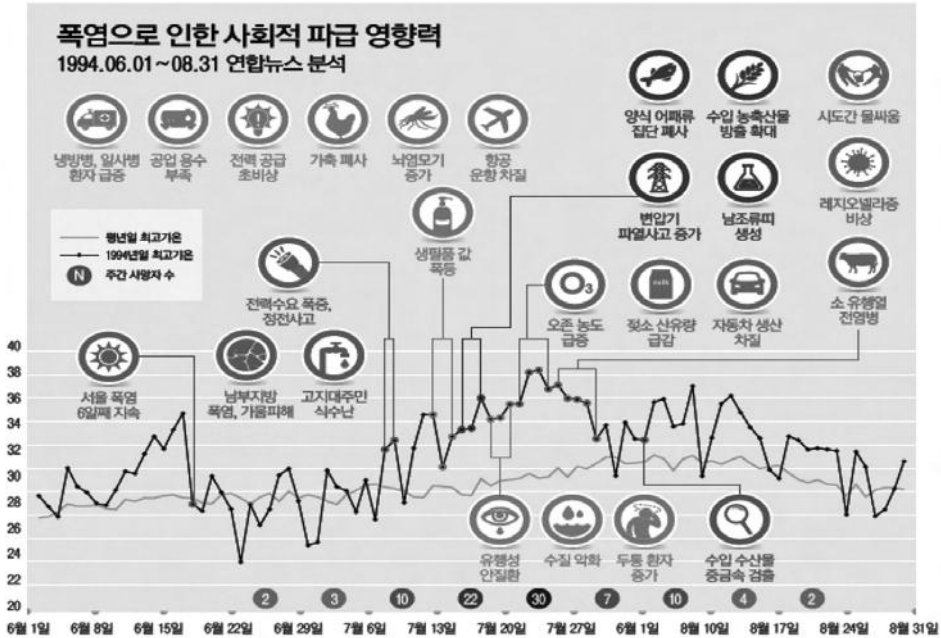 폭염으로 인한 사회적 파급 영향력
1994.06.01~08.31 연합뉴스 분석
냉방병, 일사병
환자 급증
공업 용수
부족
전력 공급
초비상
가축 폐사
뇌염모기
증가
항공
운항 차질
양식 어패류
집단 폐사
수입 농축산물
방출 확대
시도간 물싸움
변압기
파열사고 증가
남조류띠
생성
레지오넬라증
비상
평년일 최고기온
1994년일 최고기온
N 주간 사망자 수
생필품 값
폭등
전력수요 폭증,
정전사고
O3
오존 농도
급증
milk
젖소 산유량
급감
자동차 생산
차질
소 유행열
전염병
서울 폭염
6일째 지속
남부지방
폭염, 가뭄피해
고지대주민
식수난
40
38
36
34
32
30
28
26
24
22
20
유행성
안질환
수질 악화
두통 환자
증가
수입 수산물
중금속 검출
2 3 10 22 30 7 10 4 2
6월 1일 6월 8일 6월 15일 6월 22일 6월 29일 7월 6일 7월 13일 7월 20일 7월 27일 6월 1일 8월 10일 8월 17일 8월 24일 8월 31일